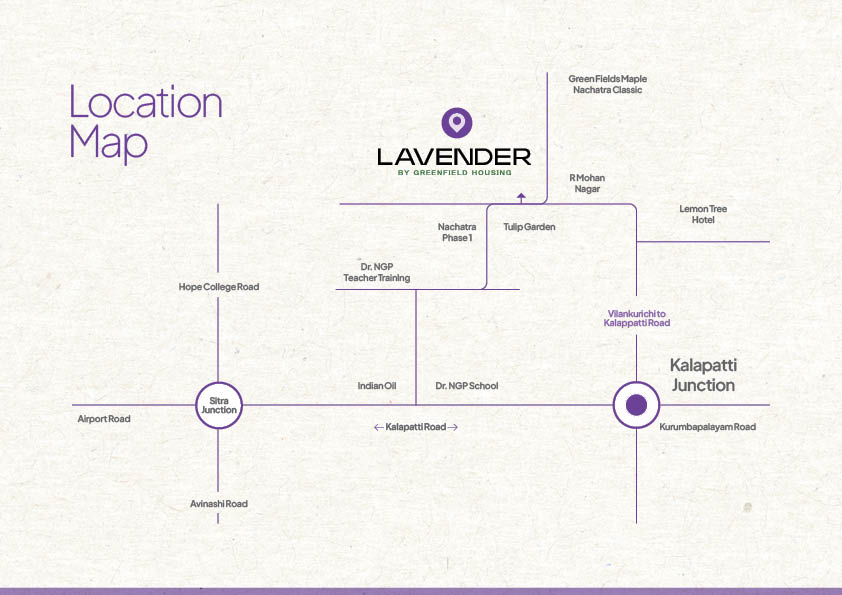 Location
Map
Green Fields Maple
Nachatra Classic
LAVENDER
BY GREENFIELD HOUSING
R Mohan
Nagar
Lemon Tree
Hotel
Nachatra
Phase 1
Tulip Garden
Dr. NGP
Teacher Training
Hope College Road
Vilankurichi to
Kalappatti Road
Kalapatti
Junction
Indian Oil
Dr. NGP School
Sitra
Junction
Airport Road
← Kalapatti Road →
Kurumbapalayam Road
Avinashi Road